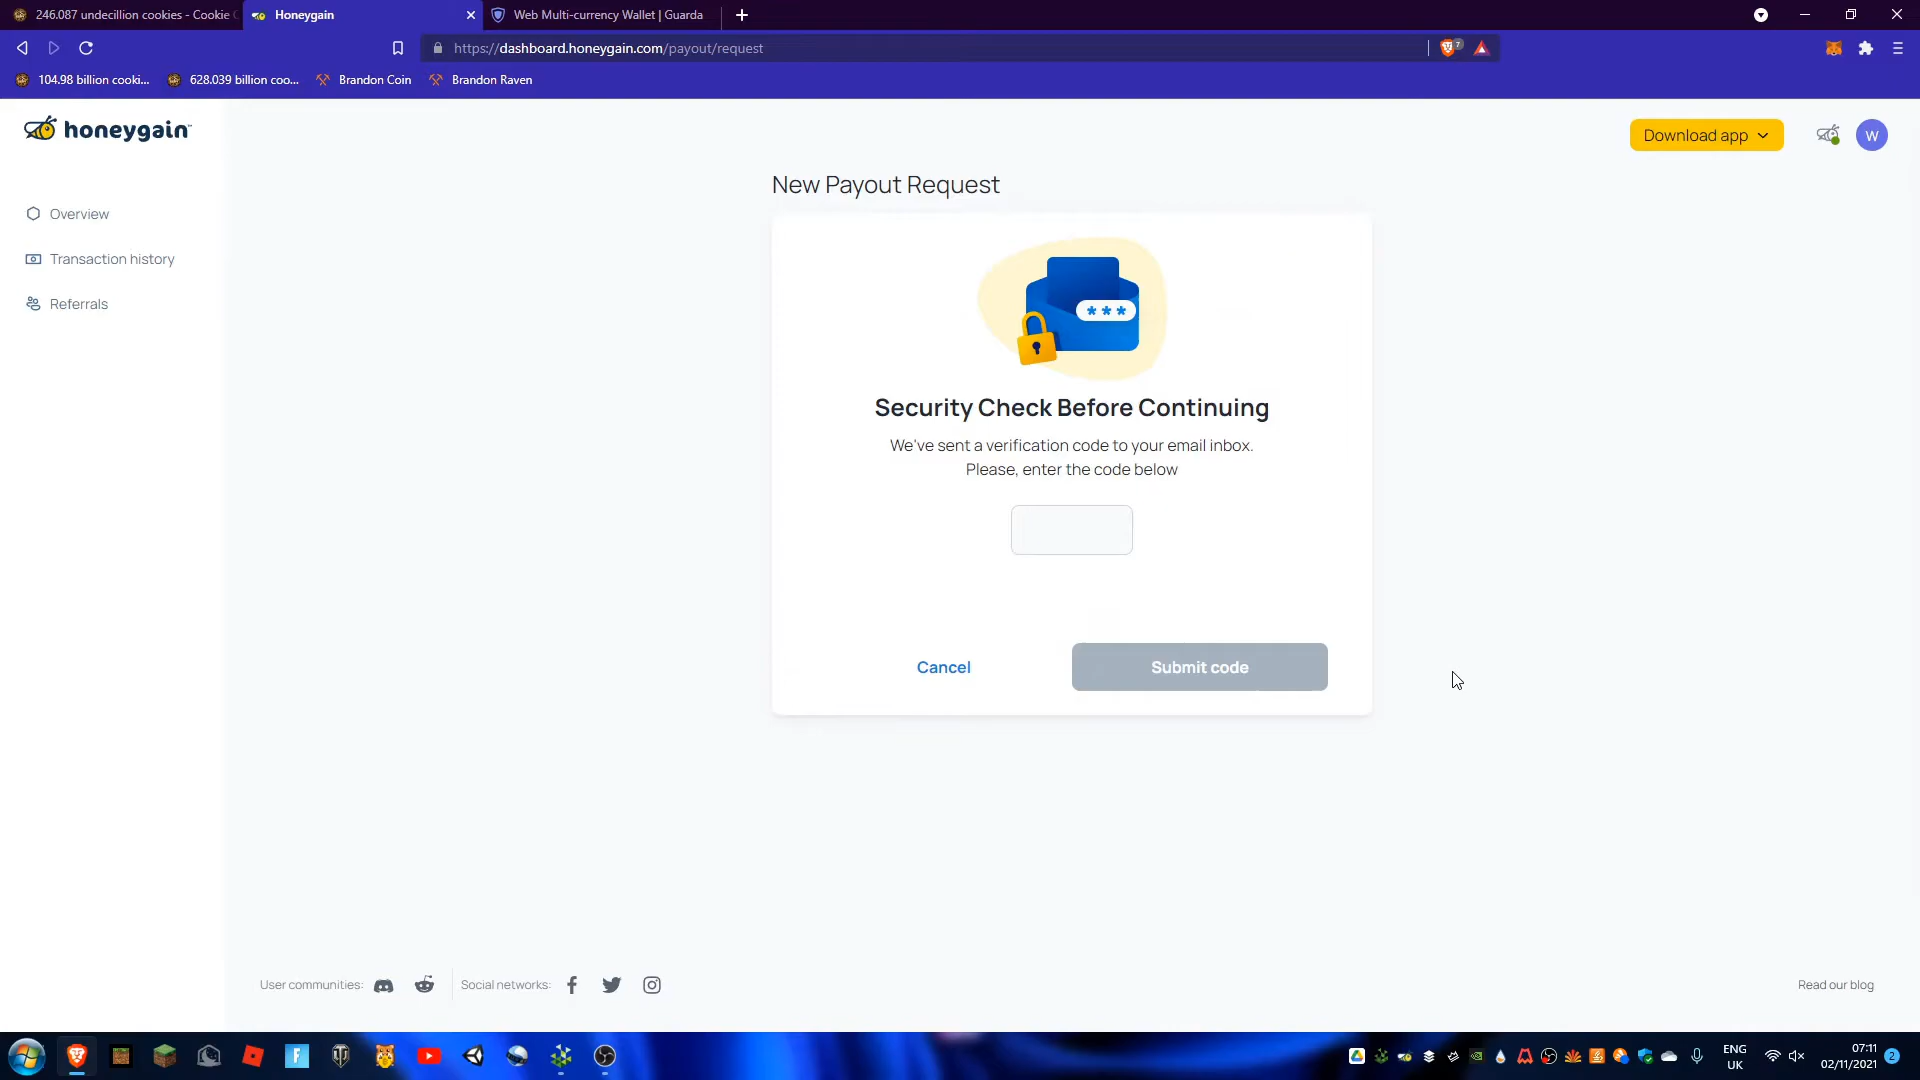 246.087 undecillion cookies - Cookie C
Honeygain
Web Multi-currency Wallet | Guarda
https://dashboard.honeygain.com/payout/request
7
104.98 billion cooki...
628.039 billion coo...
Brandon Coin
Brandon Raven
honeygain
Download app
W
New Payout Request
Overview
Transaction history
Referrals
***
Security Check Before Continuing
We've sent a verification code to your email inbox.
Please, enter the code below
Cancel
Submit code
User communities:
Social networks:
Read our blog
ENG
UK
07:11
02/11/2021
2